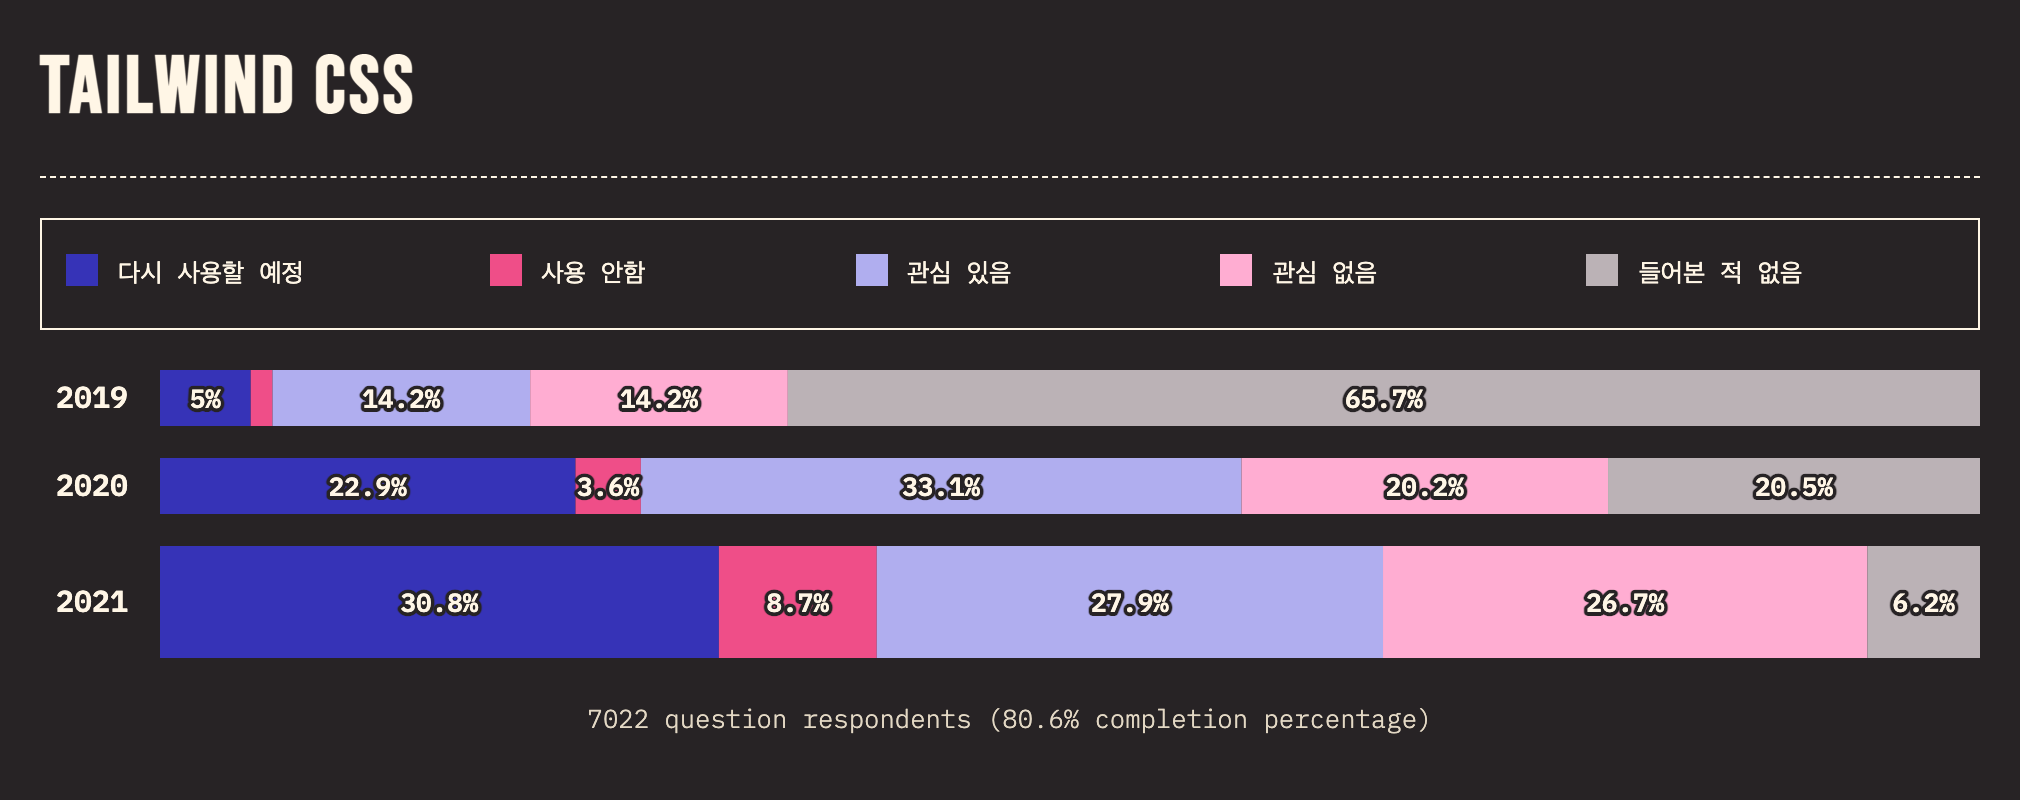 TAILWIND CSS
다시 사용할 예정 사용 안함 관심 있음 관심 없음 들어본 적 없음
2019 5% 14.2% 14.2% 65.7%
2020 22.9% 3.6% 33.1% 20.2% 20.5%
2021 30.8% 8.7% 27.9% 26.7% 6.2%
7022 question respondents (80.6% completion percentage)